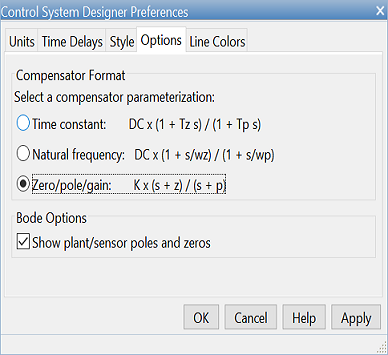 Control System Designer Preferences
Units Time Delays Style Options Line Colors
Compensator Format
Select a compensator parameterization:
Time constant: DC x (1 + Tz s) / (1 + Tp s)
Natural frequency: DC x (1 + s/wz) / (1 + s/wp)
Zero/pole/gain: K x (s + z) / (s + p)
Bode Options
Show plant/sensor poles and zeros
OK Cancel Help Apply